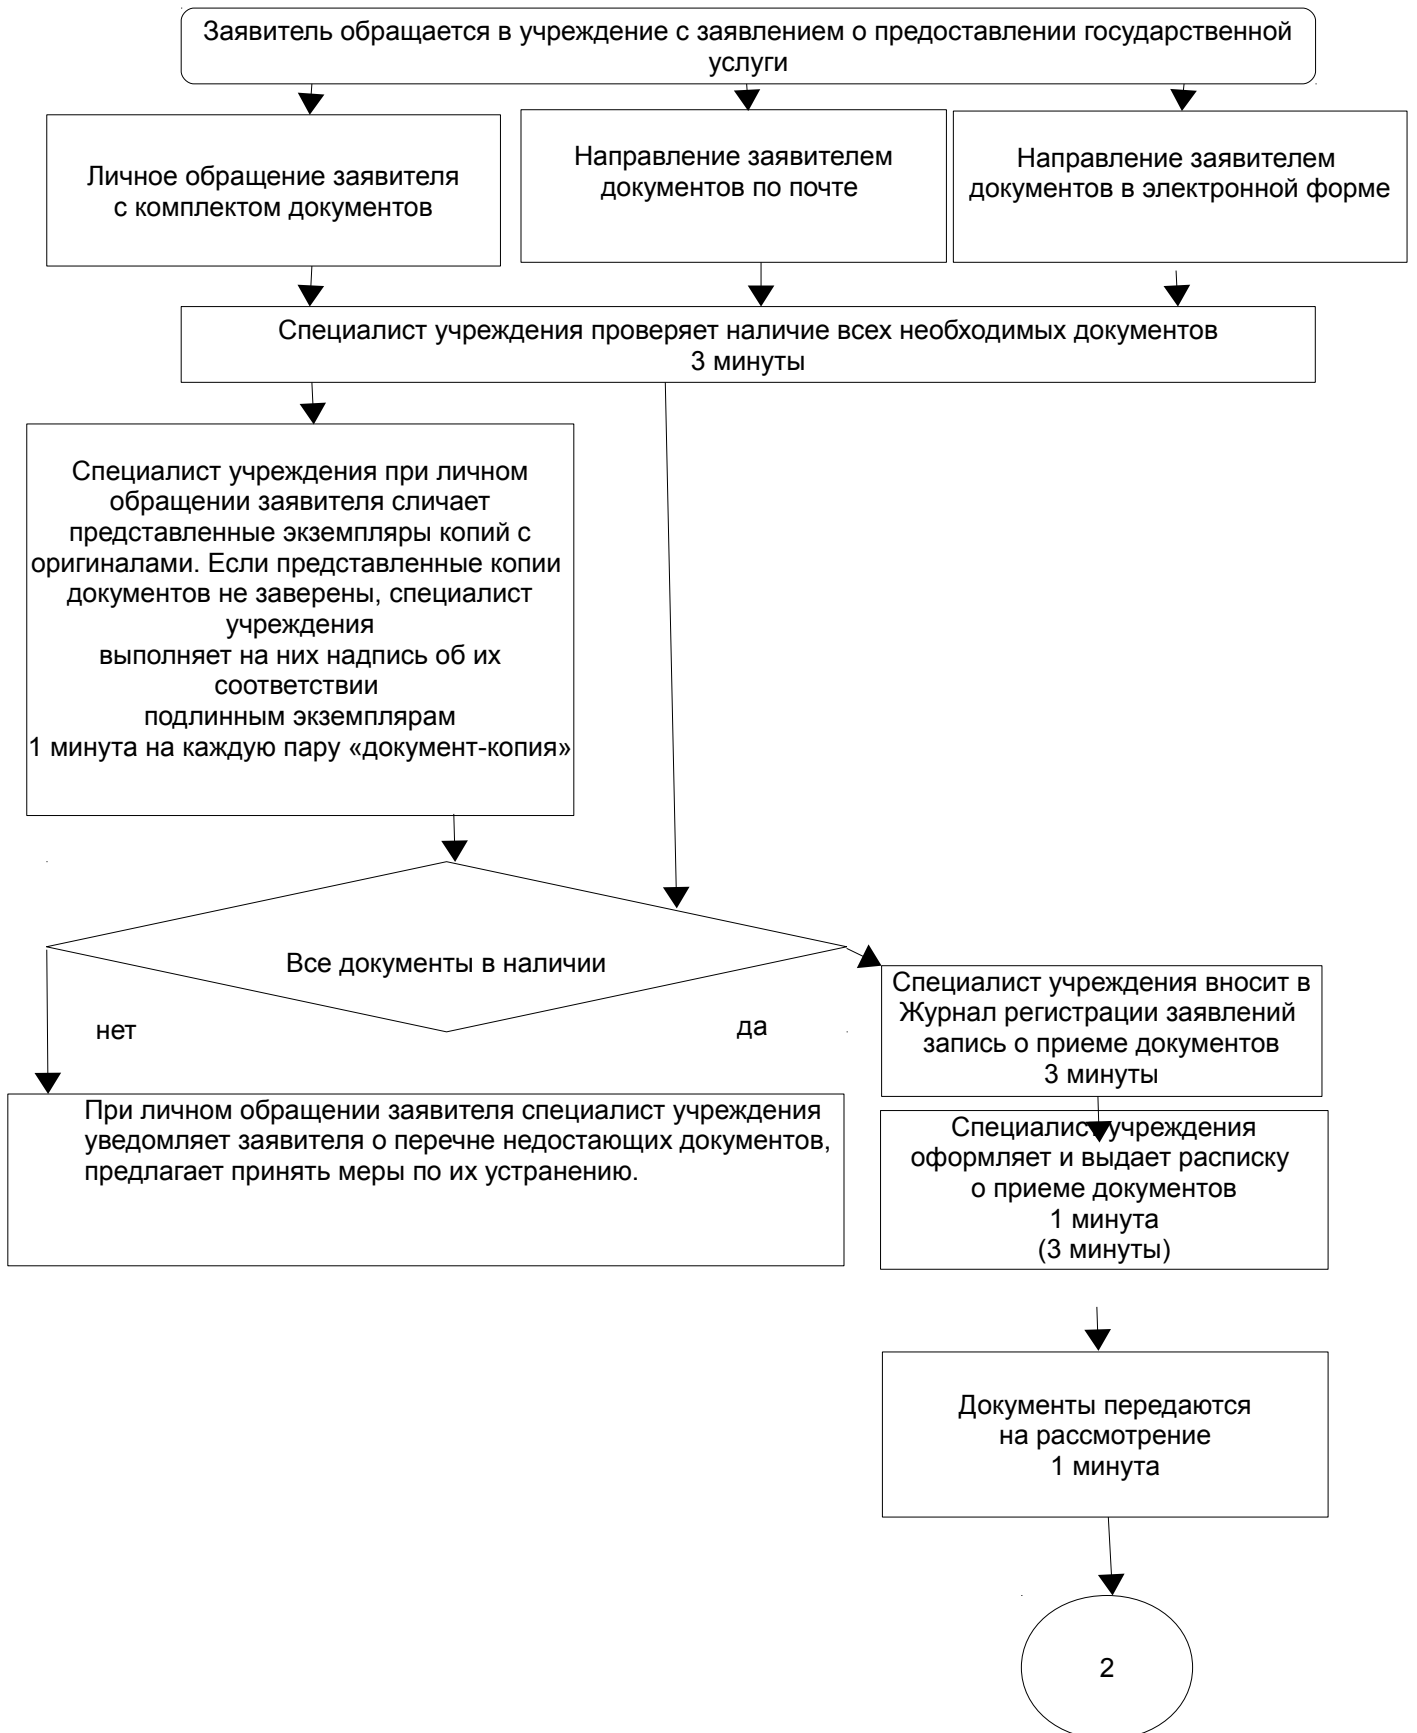 Заявитель обращается в учреждение с заявлением о предоставлении государственной
услуги
Личное обращение заявителя
с комплектом документов
Направление заявителем
документов по почте
Направление заявителем
документов в электронной форме
Специалист учреждения проверяет наличие всех необходимых документов
3 минуты
Специалист учреждения при личном
обращении заявителя сличает
представленные экземпляры копий с
оригиналами. Если представленные копии
документов не заверены, специалист
учреждения
выполняет на них надпись об их
соответствии
подлинным экземплярам
1 минута на каждую пару «документ-копия»
Все документы в наличии
нет
да
Специалист учреждения вносит в
Журнал регистрации заявлений
запись о приеме документов
3 минуты
При личном обращении заявителя специалист учреждения
уведомляет заявителя о перечне недостающих документов,
предлагает принять меры по их устранению.
Специалист учреждения
оформляет и выдает расписку
о приеме документов
1 минута
(3 минуты)
Документы передаются
на рассмотрение
1 минута
2